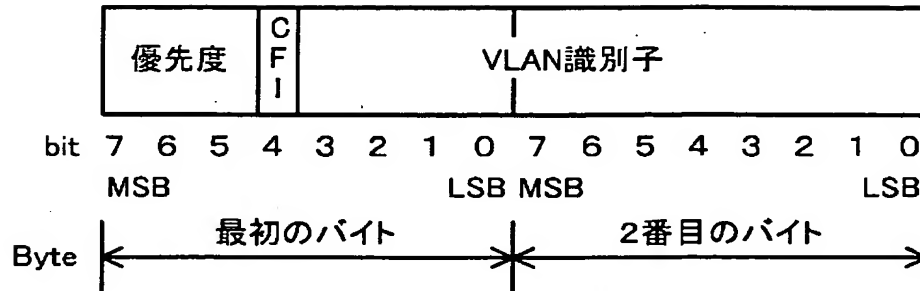 優先度 CFI VLAN識別子
bit 7 6 5 4 3 2 1 0 7 6 5 4 3 2 1 0
MSB LSB MSB LSB
Byte 最初のバイト 2番目のバイト